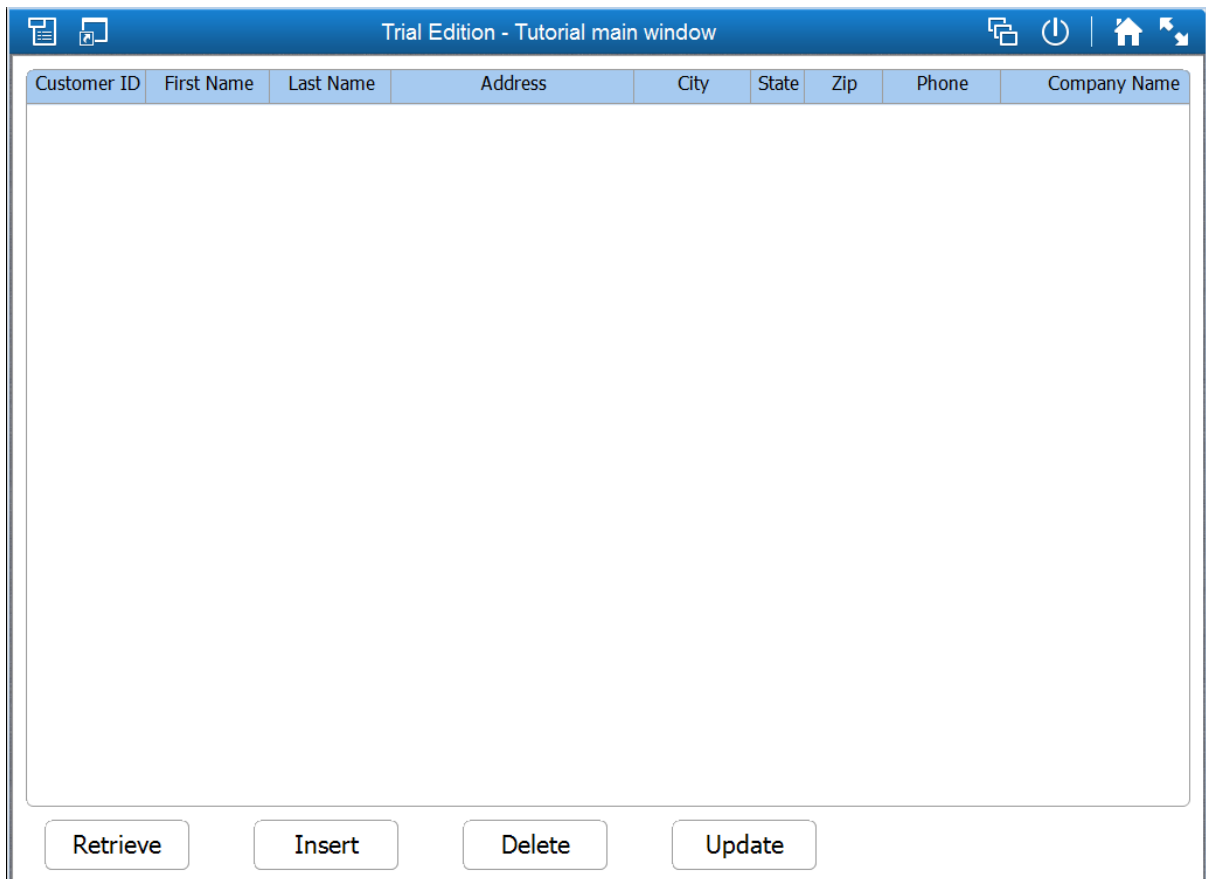 Trial Edition - Tutorial main window
Customer ID First Name Last Name Address City State Zip Phone Company Name
Retrieve Insert Delete Update